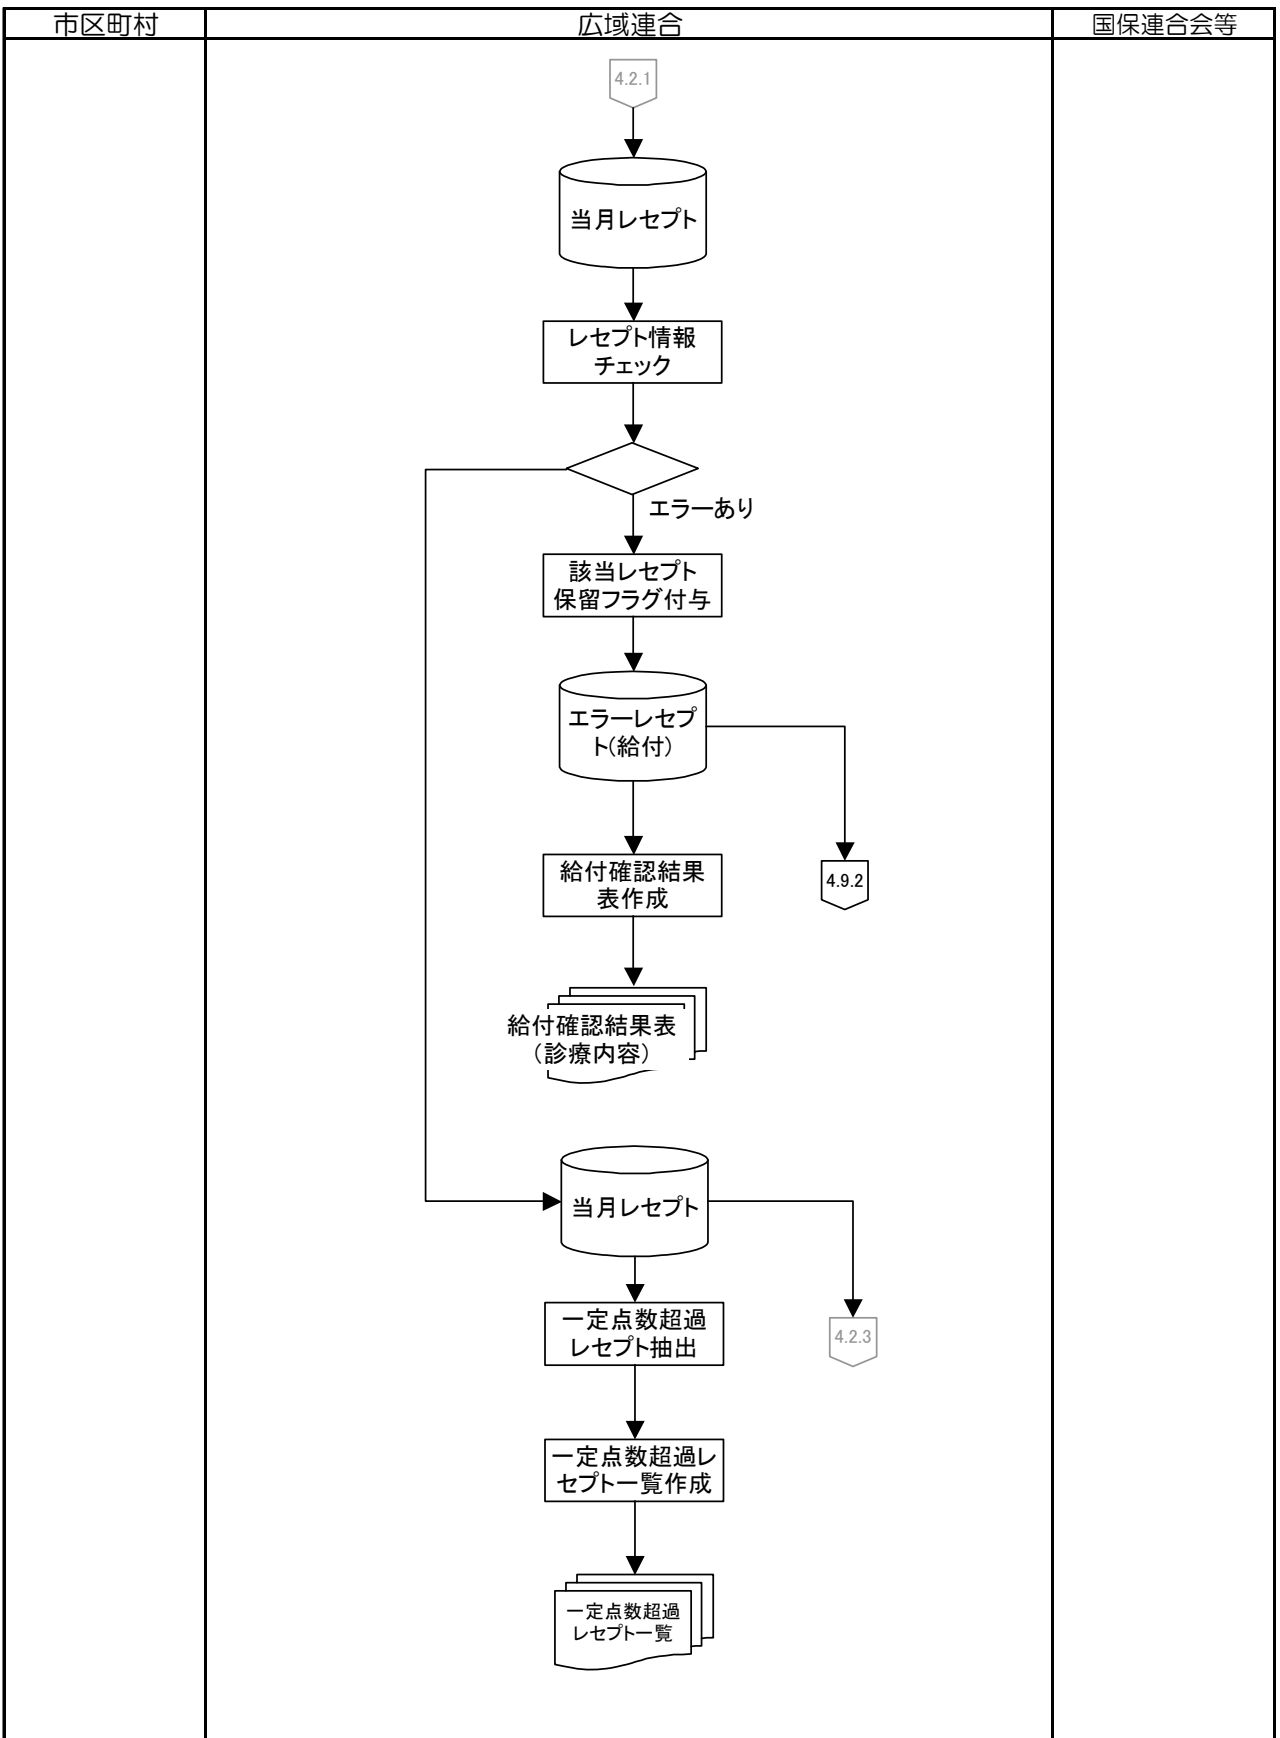 市区町村
広域連合
国保連合会等
4.2.1
当月レセプト
レセプト情報
チェック
エラーあり
該当レセプト
保留フラグ付与
エラーレセプ
ト(給付)
給付確認結果
表作成
4.9.2
給付確認結果表
(診療内容)
当月レセプト
一定点数超過
レセプト抽出
4.2.3
一定点数超過レ
セプト一覧作成
一定点数超過
レセプト一覧